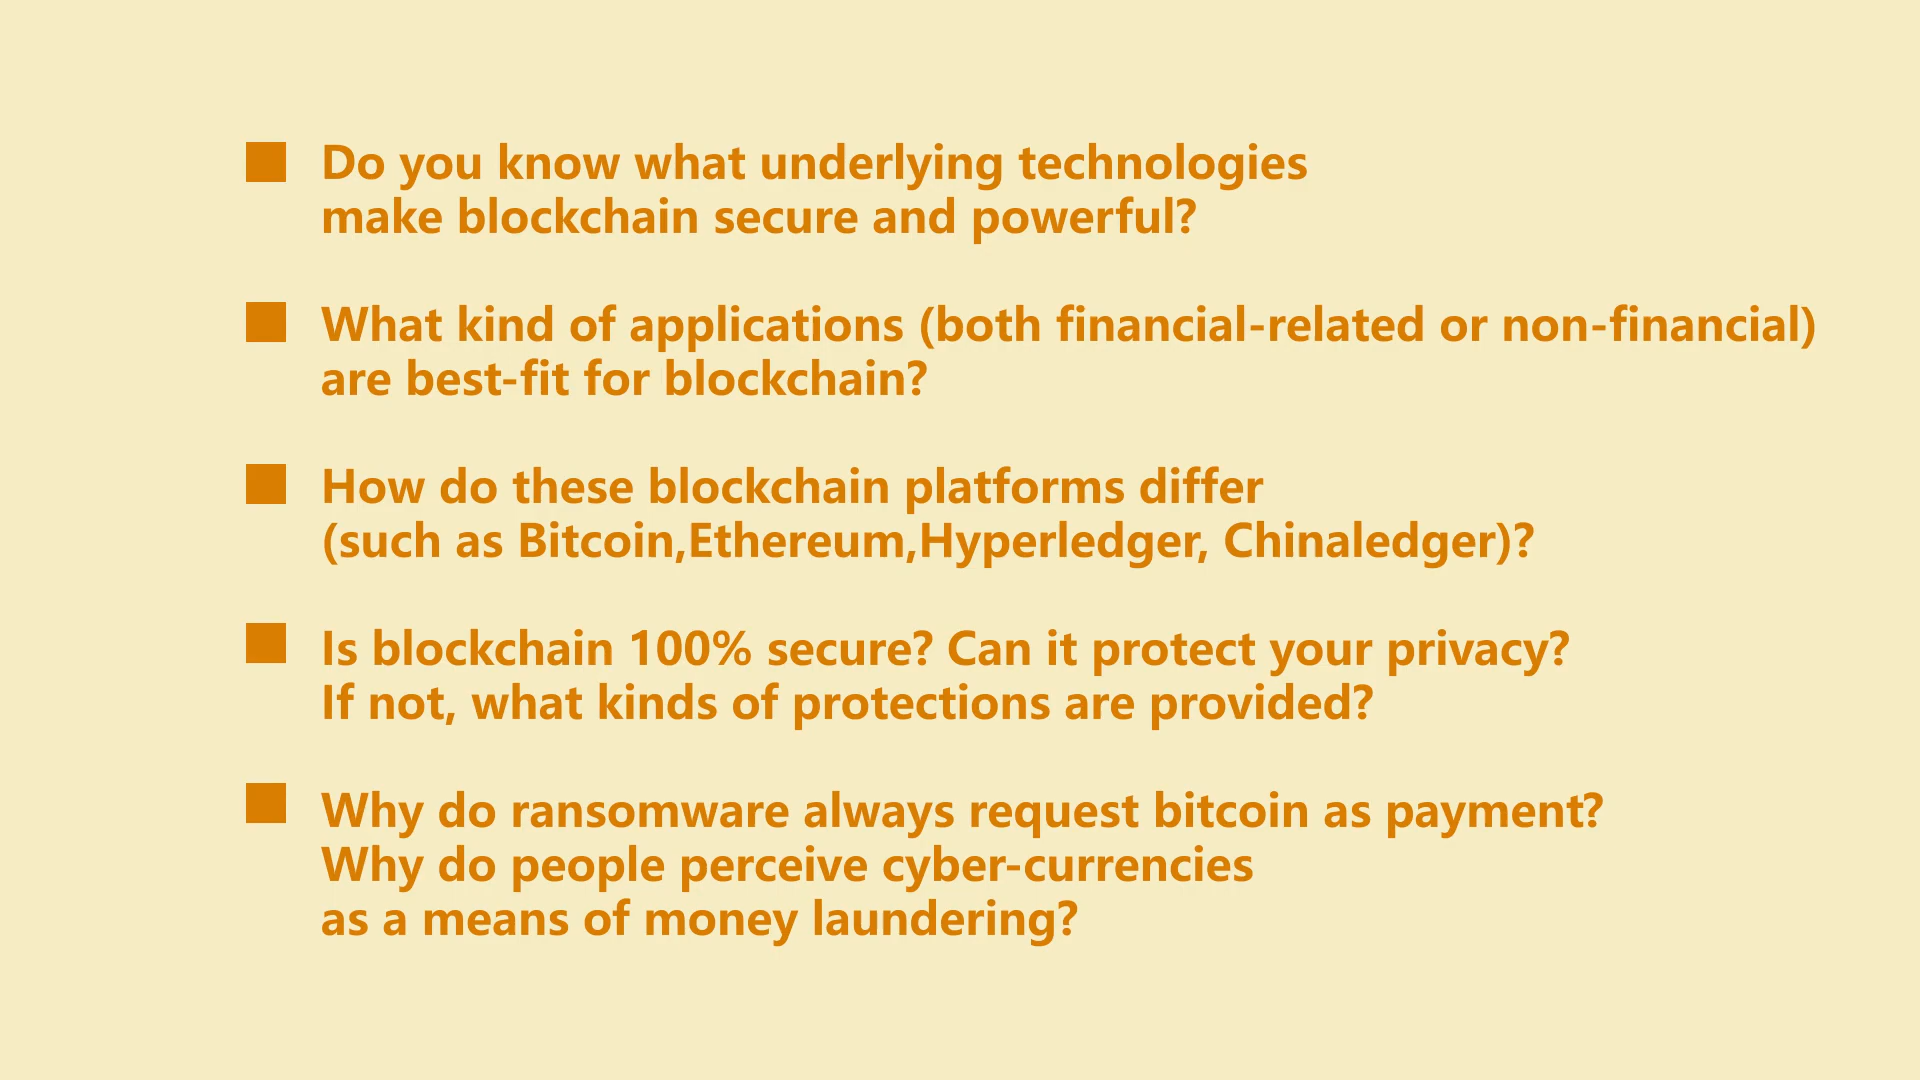 Do you know what underlying technologies
make blockchain secure and powerful?
What kind of applications (both financial-related or non-financial)
are best-fit for blockchain?
How do these blockchain platforms differ
(such as Bitcoin,Ethereum,Hyperledger, Chinaledger)?
Is blockchain 100% secure? Can it protect your privacy?
If not, what kinds of protections are provided?
Why do ransomware always request bitcoin as payment?
Why do people perceive cyber-currencies
as a means of money laundering?